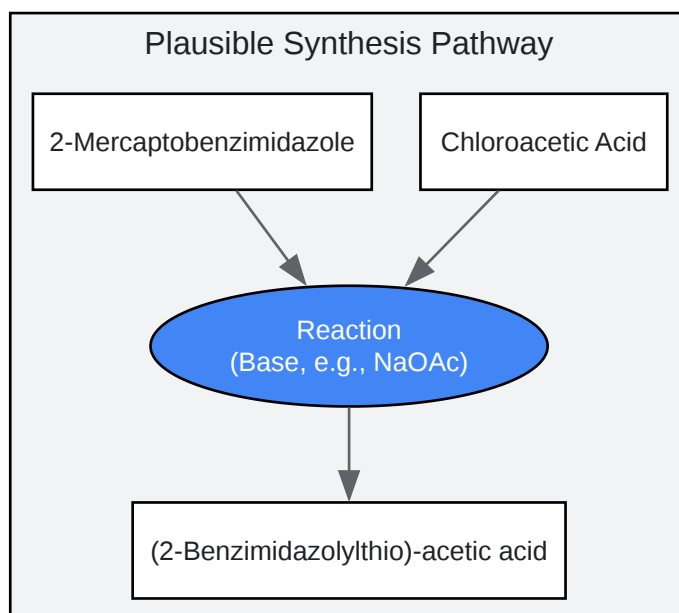 Plausible Synthesis Pathway
2-Mercaptobenzimidazole
Chloroacetic Acid
Reaction
(Base, e.g., NaOAc)
(2-Benzimidazolylthio)-acetic acid